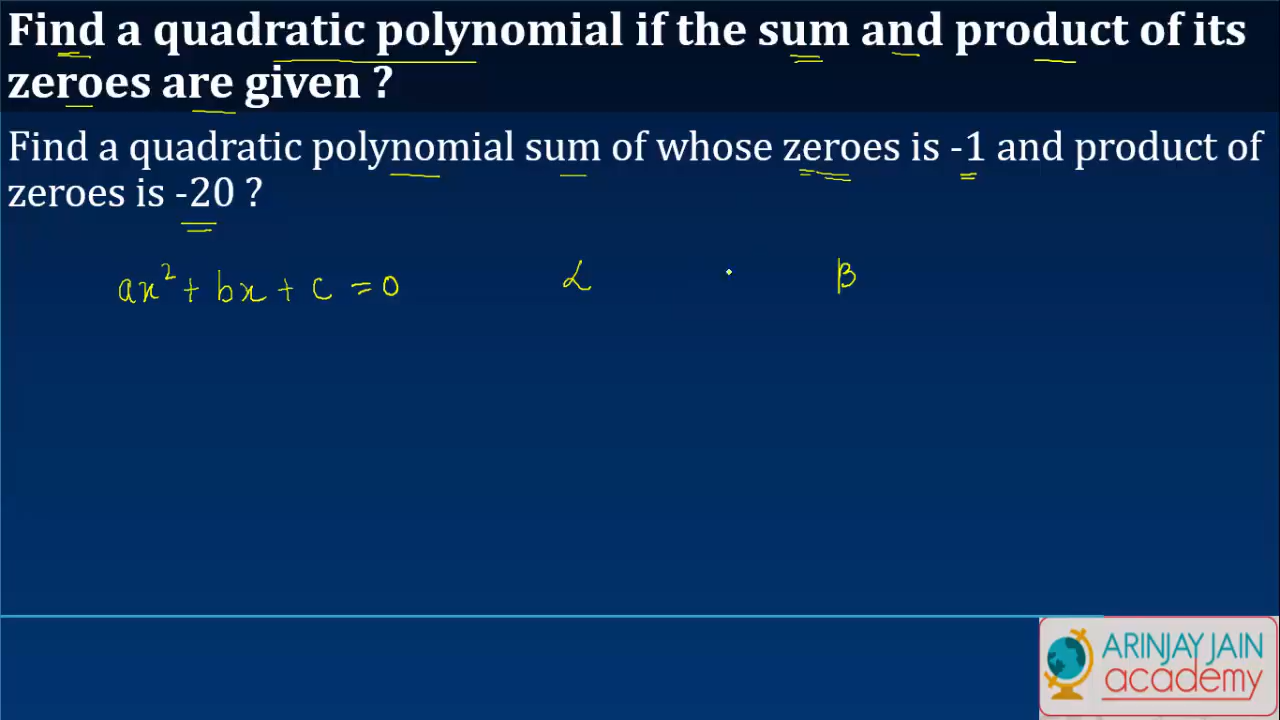 Find a quadratic polynomial if the sum and product of its
zeroes are given ?
Find a quadratic polynomial sum of whose zeroes is -1 and product of
zeroes is -20 ?
ax² + bx + c = 0 α β
ARINJAY JAIN
academy